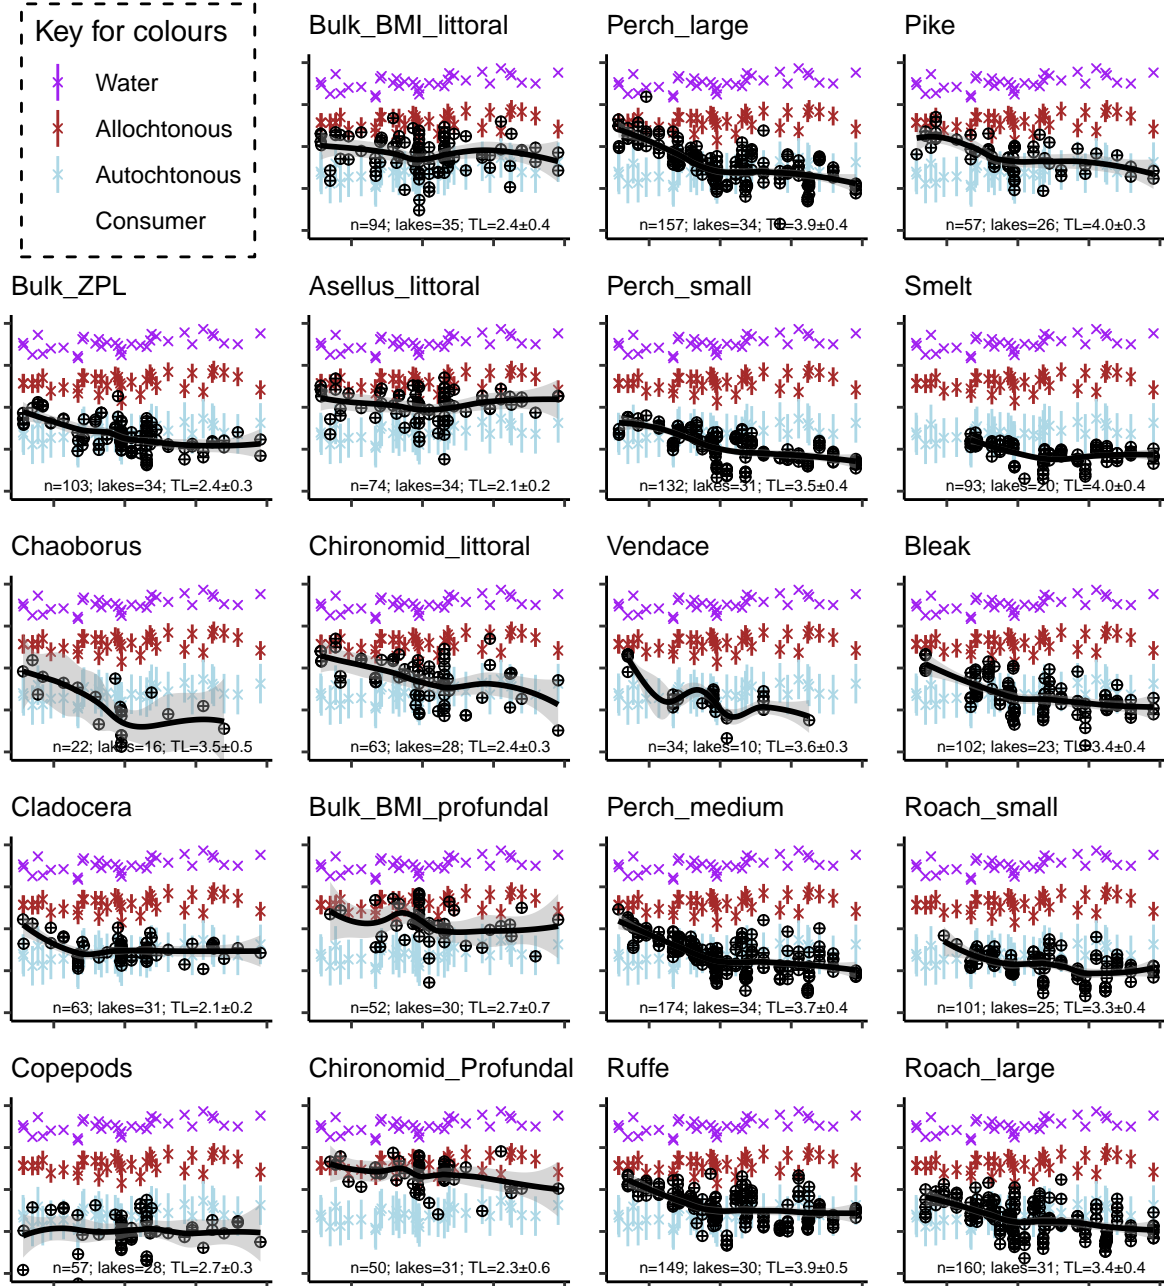 Key for colours
Water
Allochtonous
Autochtonous
Consumer
Bulk_BMI_littoral
n=94; lakes=35; TL=2.4±0.4
Perch_large
n=157; lakes=34; TL=3.9±0.4
Pike
n=57; lakes=26; TL=4.0±0.3
Bulk_ZPL
n=103; lakes=34; TL=2.4±0.3
Asellus_littoral
n=74; lakes=34; TL=2.1±0.2
Perch_small
n=132; lakes=31; TL=3.5±0.4
Smelt
n=93; lakes=20; TL=4.0±0.4
Chaoborus
n=22; lakes=16; TL=3.5±0.5
Chironomid_littoral
n=63; lakes=28; TL=2.4±0.3
Vendace
n=34; lakes=10; TL=3.6±0.3
Bleak
n=102; lakes=23; TL=3.4±0.4
Cladocera
n=63; lakes=31; TL=2.1±0.2
Bulk_BMI_profundal
n=52; lakes=30; TL=2.7±0.7
Perch_medium
n=174; lakes=34; TL=3.7±0.4
Roach_small
n=101; lakes=25; TL=3.3±0.4
Copepods
n=57; lakes=28; TL=2.7±0.3
Chironomid_Profundal
n=50; lakes=31; TL=2.3±0.6
Ruffe
n=149; lakes=30; TL=3.9±0.5
Roach_large
n=160; lakes=31; TL=3.4±0.4